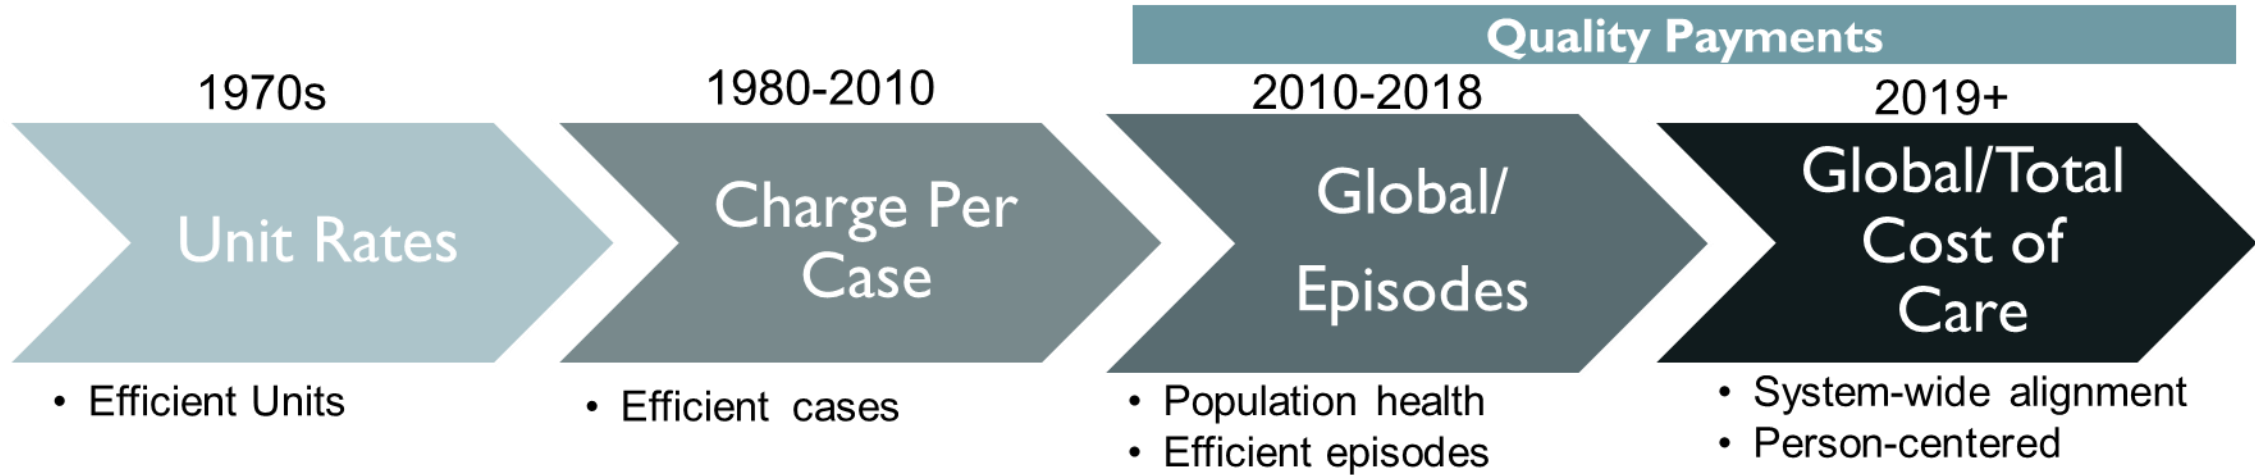 Quality Payments
1970s
Unit Rates
• Efficient Units
1980-2010
Charge Per
Case
• Efficient cases
2010-2018
Global/
Episodes
• Population health
• Efficient episodes
2019+
Global/Total
Cost of
Care
• System-wide alignment
• Person-centered